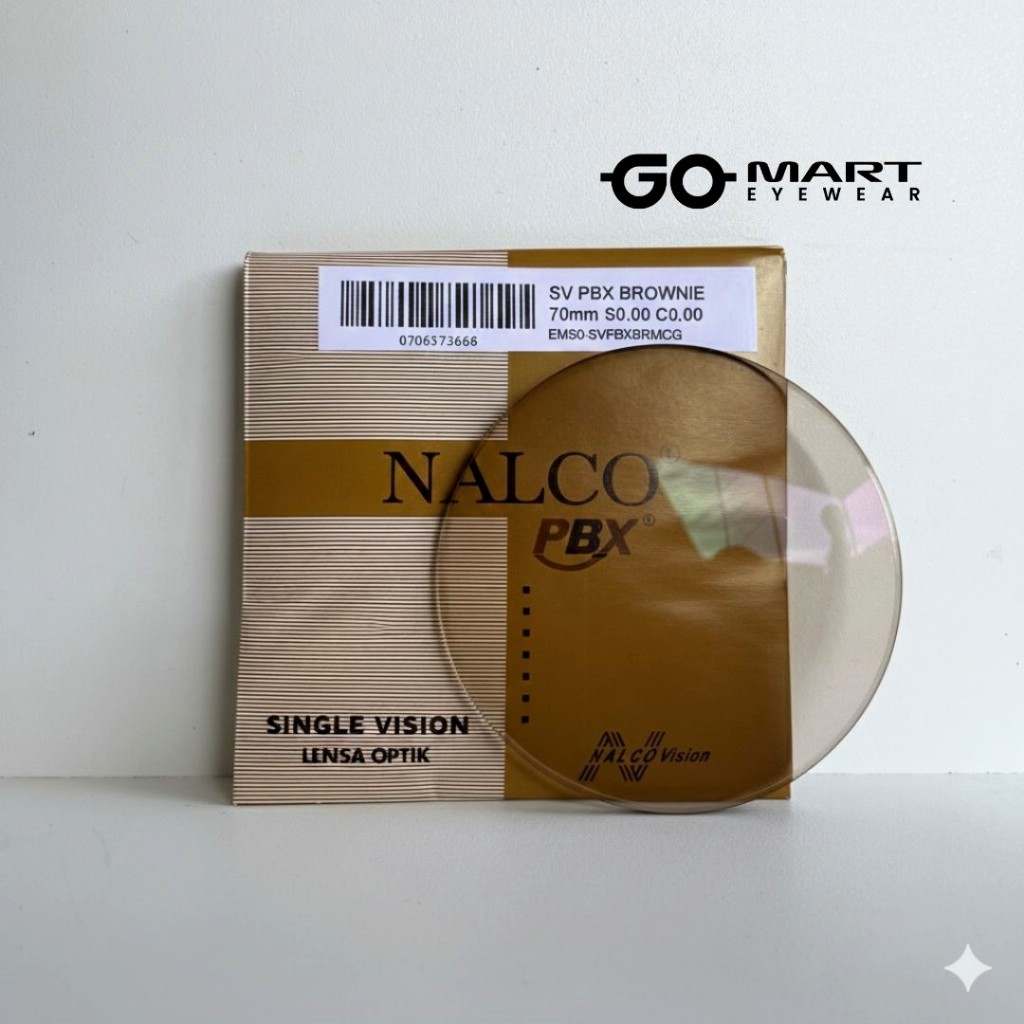 GO MART
EYEWEAR
SV PBX BROWNIE
70mm S0.00 C0.00
EMS0-SVFBXBRMCG
0706573666
NALCO®
PBX®
SINGLE VISION
LENSA OPTIK
NALCO Vision